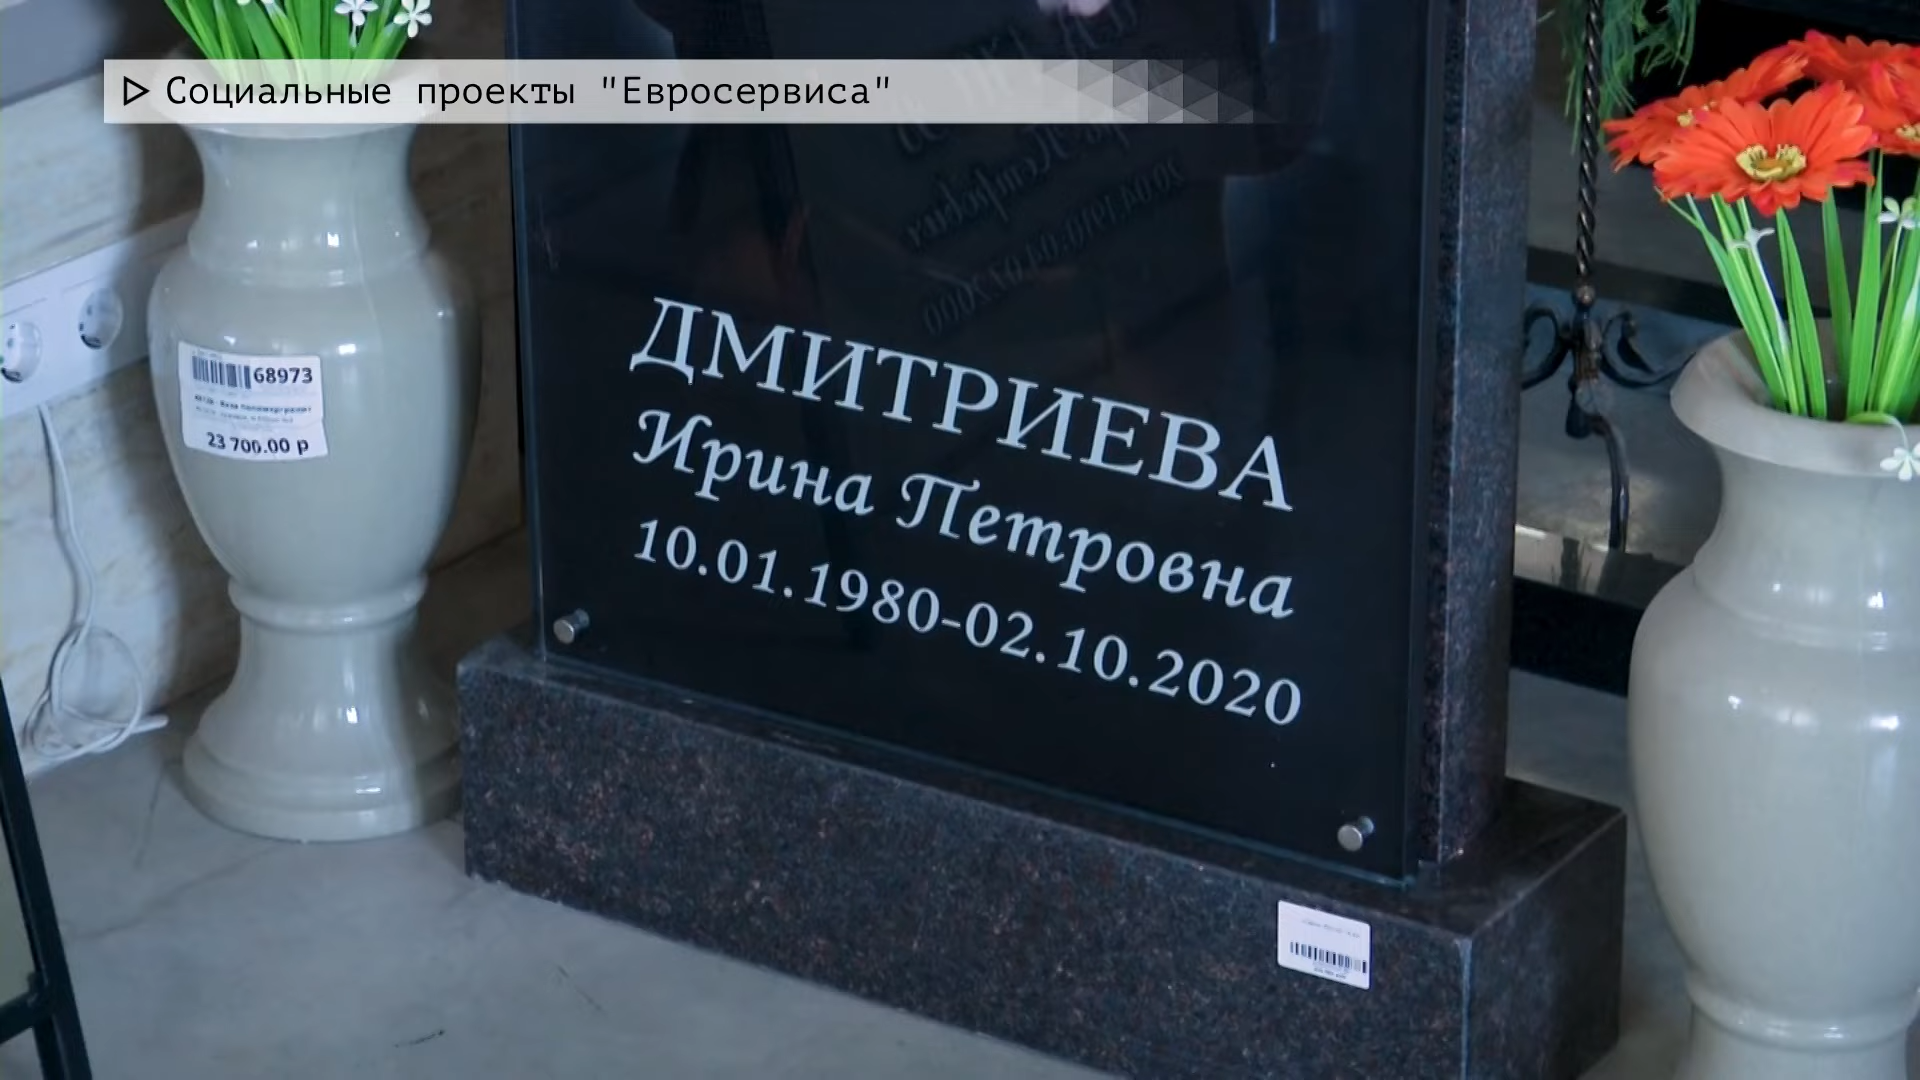 Социальные проекты "Евросервиса"
68973
23 700.00 р
ДМИТРИЕВА
Ирина Петровна
10.01.1980-02.10.2020